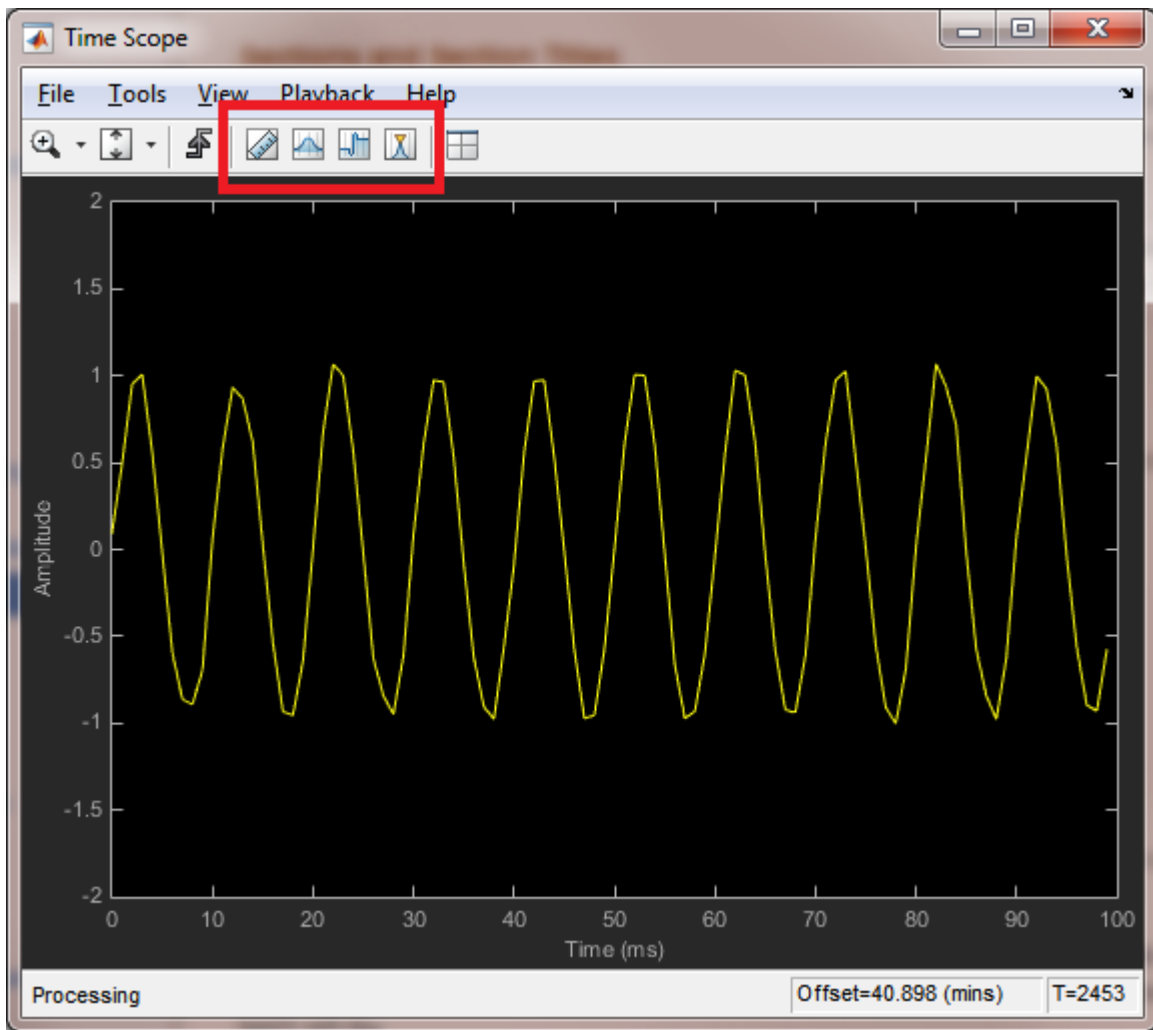 Time Scope
File Tools View Playback Help
2
1.5
1
0.5
0
-0.5
-1
-1.5
-2
Amplitude
0 10 20 30 40 50 60 70 80 90 100
Time (ms)
Processing Offset=40.898 (mins) T=2453